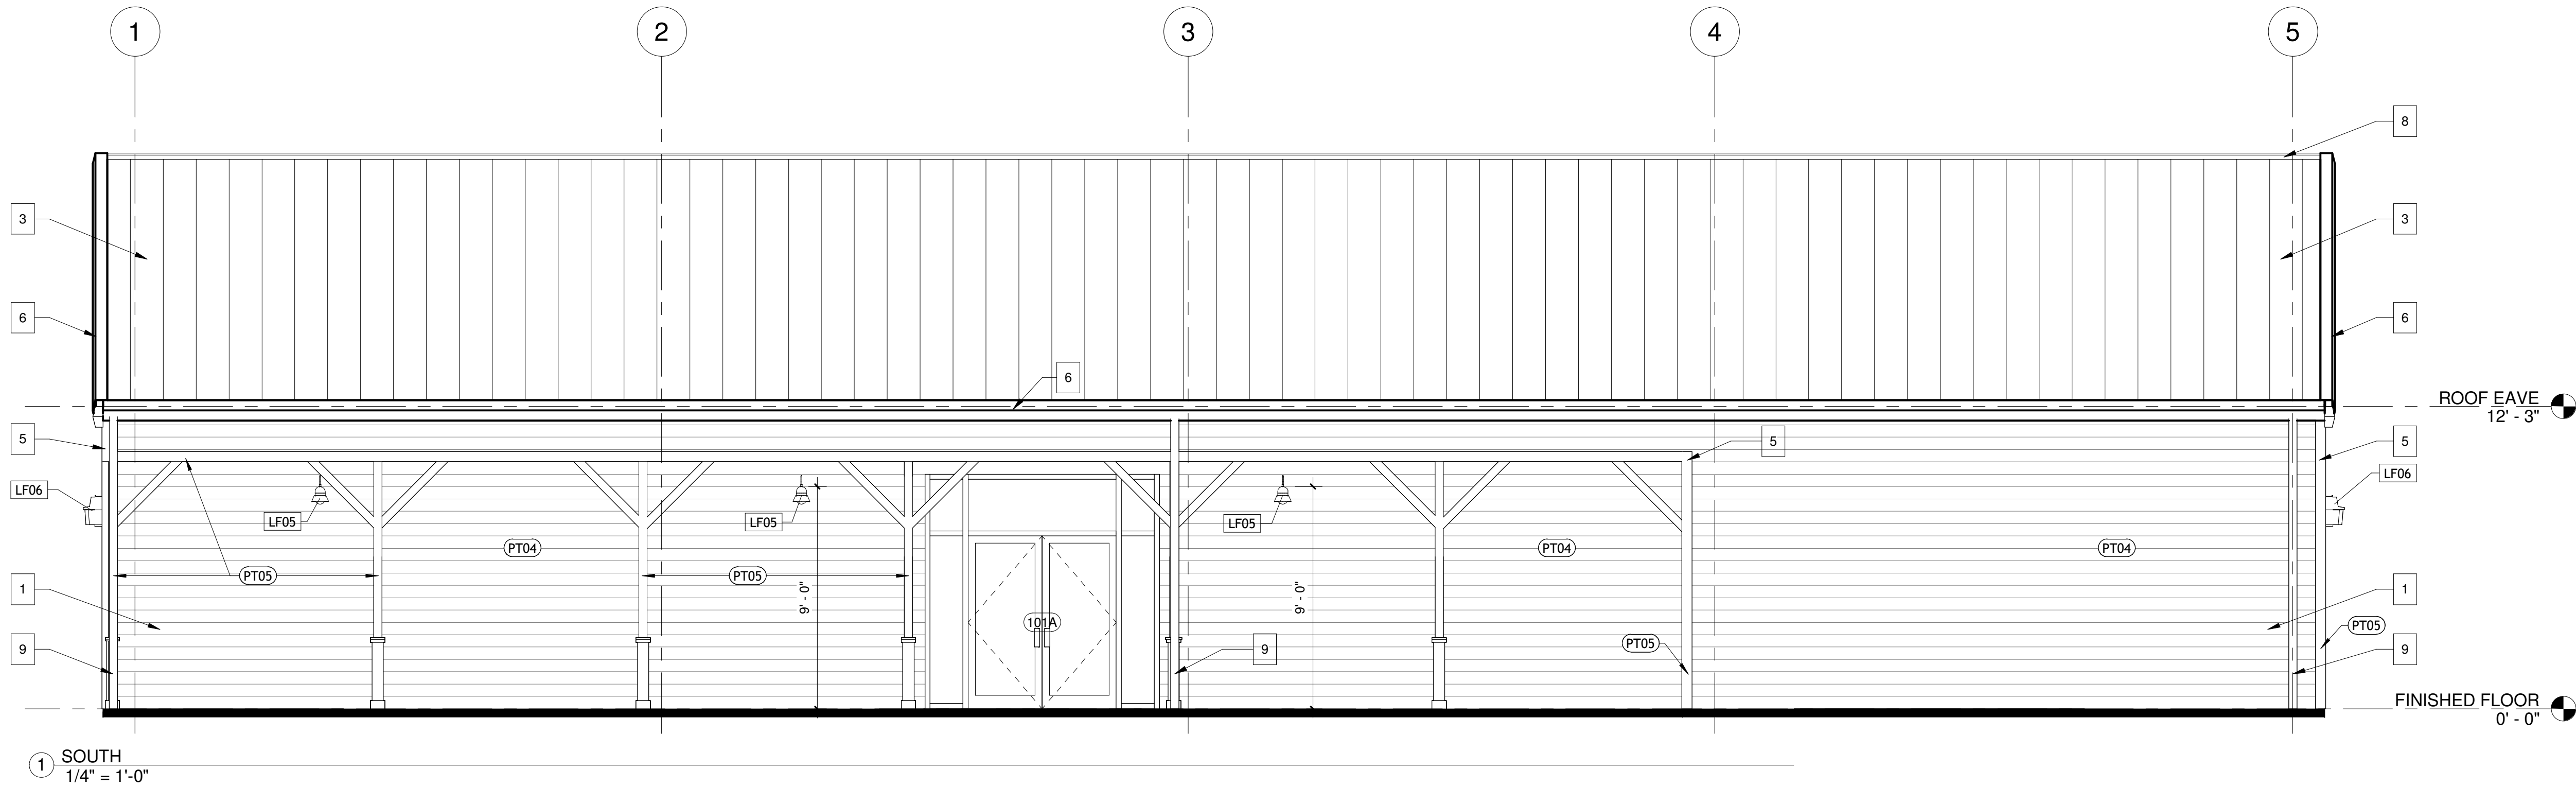 1
2
3
4
5
8
3
3
6
6
6
ROOF EAVE
12' - 3"
5
5
5
LF06
LF06
LF05
LF05
LF05
PT04
PT04
PT04
PT05
PT05
9' - 0"
9' - 0"
1
1
101A
PT05
PT05
9
9
9
FINISHED FLOOR
0' - 0"
1
SOUTH
1/4" = 1'-0"